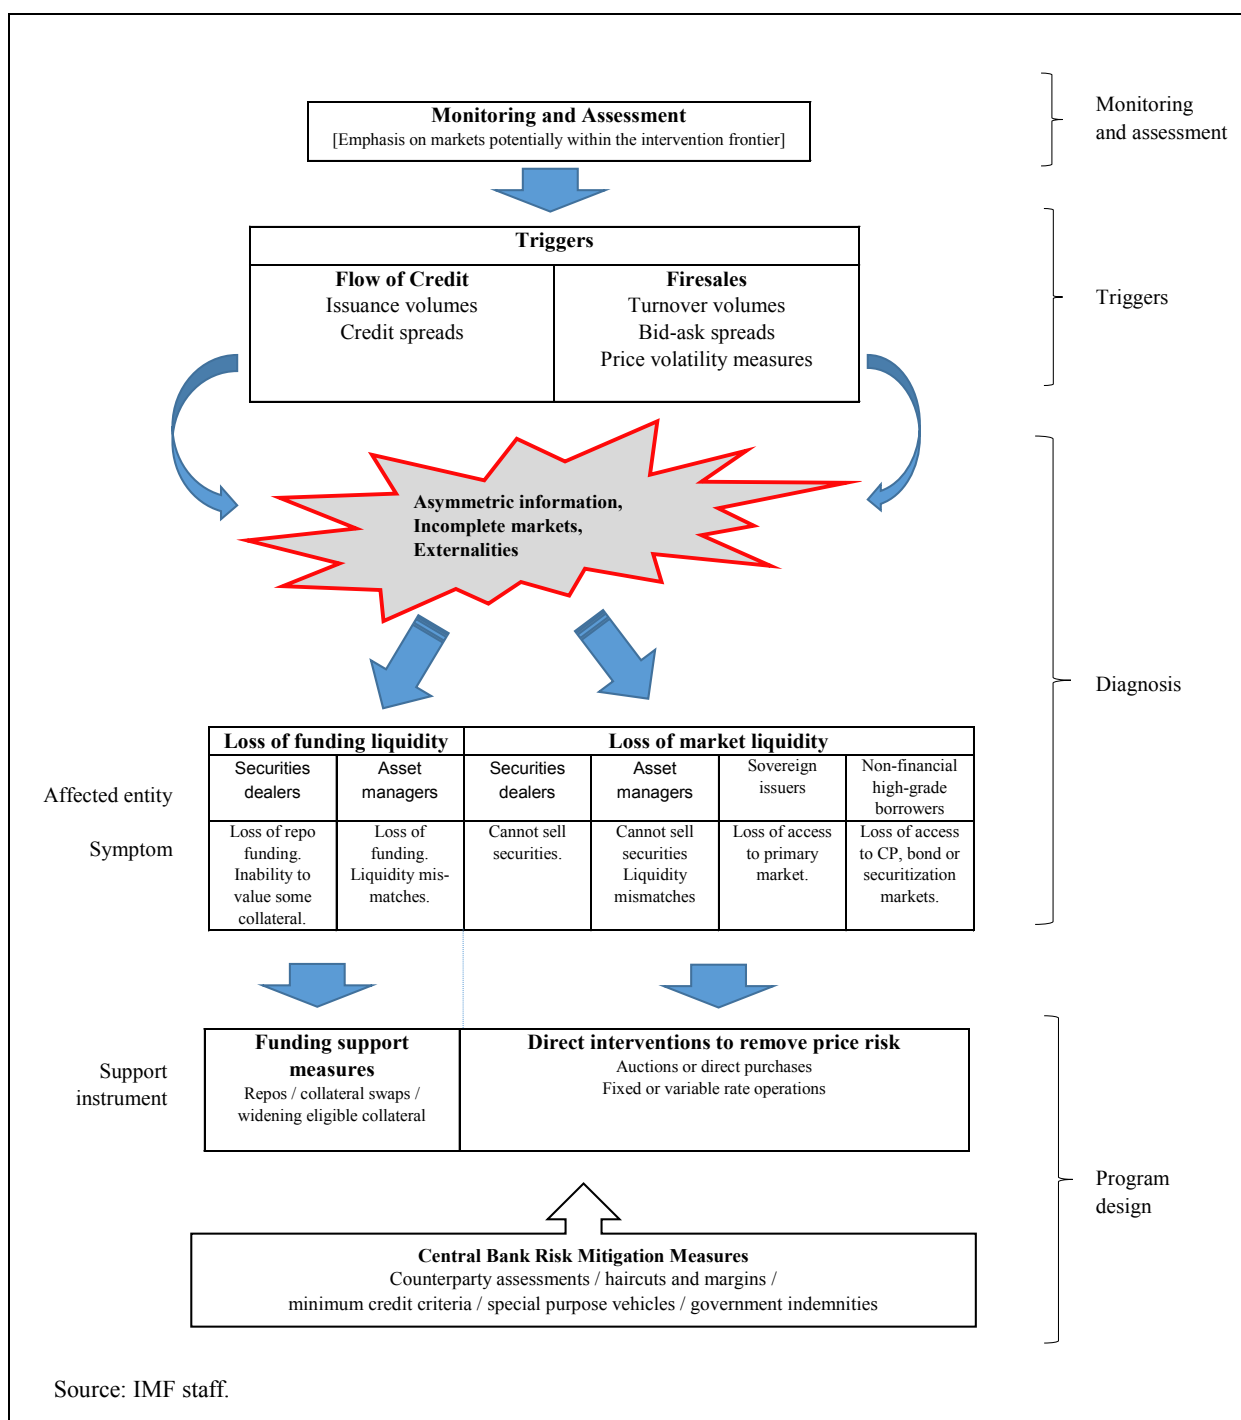 Monitoring and Assessment
[Emphasis on markets potentially within the intervention frontier]
Monitoring
and assessment
Triggers
Flow of Credit
Issuance volumes
Credit spreads
Firesales
Turnover volumes
Bid-ask spreads
Price volatility measures
Triggers
Asymmetric information,
Incomplete markets,
Externalities
Diagnosis
Loss of funding liquidity
Loss of market liquidity
Affected entity
Securities
dealers
Asset
managers
Securities
dealers
Asset
managers
Sovereign
issuers
Non-financial
high-grade
borrowers
Symptom
Loss of repo
funding.
Inability to
value some
collateral.
Loss of
funding.
Liquidity mis-
matches.
Cannot sell
securities.
Cannot sell
securities
Liquidity
mismatches
Loss of access
to primary
market.
Loss of access
to CP, bond or
securitization
markets.
Support
instrument
Funding support
measures
Repos / collateral swaps /
widening eligible collateral
Direct interventions to remove price risk
Auctions or direct purchases
Fixed or variable rate operations
Program
design
Central Bank Risk Mitigation Measures
Counterparty assessments / haircuts and margins /
minimum credit criteria / special purpose vehicles / government indemnities
Source: IMF staff.